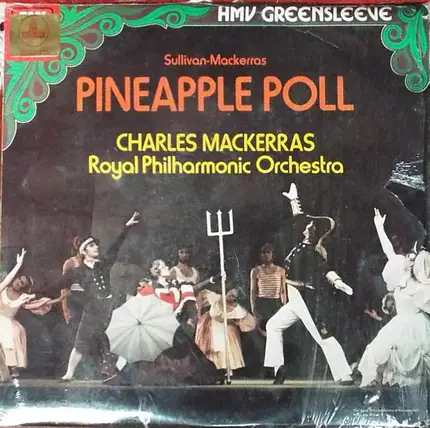 HMV GREENSLEEVE
Sullivan-Mackerras
PINEAPPLE POLL
CHARLES MACKERRAS
Royal Philharmonic Orchestra